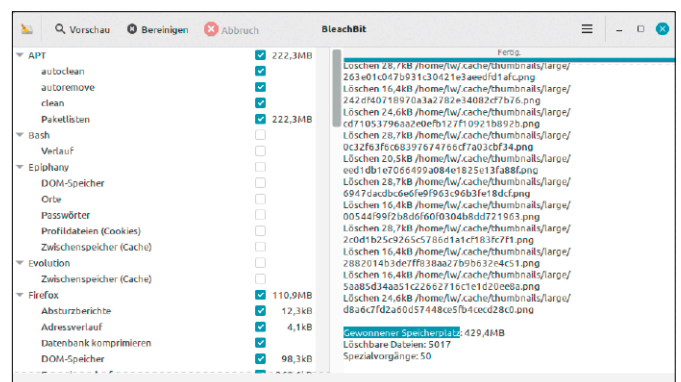 Vorschau Bereinigen Abbruch BleachBit
APT 222,3MB
autoclean
autoremove
clean
Paketlisten 222,3MB
Bash
Verlauf
Epiphany
DOM-Speicher
Orte
Passwörter
Profildateien (Cookies)
Zwischenspeicher (Cache)
Evolution
Zwischenspeicher (Cache)
Firefox 110,9MB
Absturzberichte 12,3kB
Adressverlauf 4,1kB
Datenbank komprimieren
DOM-Speicher 98,3kB
Fertig.
Löschen 28,7kB /home/lw/.cache/thumbnails/large/
263e01c047b931c30421e3aeedfd1afc.png
Löschen 16,4kB /home/lw/.cache/thumbnails/large/
242df40718970a3a2782e34082cf7b76.png
Löschen 24,6kB /home/lw/.cache/thumbnails/large/
cd71053796aa2e0efb127f10921b892b.png
Löschen 28,7kB /home/lw/.cache/thumbnails/large/
0c32f63f6c68397674766cf7a03cbf34.png
Löschen 20,5kB /home/lw/.cache/thumbnails/large/
eed1db1e7066499a084e1825e13fa88f.png
Löschen 28,7kB /home/lw/.cache/thumbnails/large/
6947dacdbc6e6fe9f963c96b3fe18dcf.png
Löschen 16,4kB /home/lw/.cache/thumbnails/large/
00544f99f2b8d6f60f0304b8dd721963.png
Löschen 28,7kB /home/lw/.cache/thumbnails/large/
2c0d1b25c9265c5786d1a1cf183fc7f1.png
Löschen 16,4kB /home/lw/.cache/thumbnails/large/
2882014b3de7ff838aa27b9b632e4c51.png
Löschen 16,4kB /home/lw/.cache/thumbnails/large/
5aa85d34aa51c22662716c1e1d20ee8a.png
Löschen 24,6kB /home/lw/.cache/thumbnails/large/
d8a6c7fd2a60d57448ce5fb4cecd28c0.png
Gewonnener Speicherplatz: 429,4MB
Löschbare Dateien: 5017
Spezialvorgänge: 50